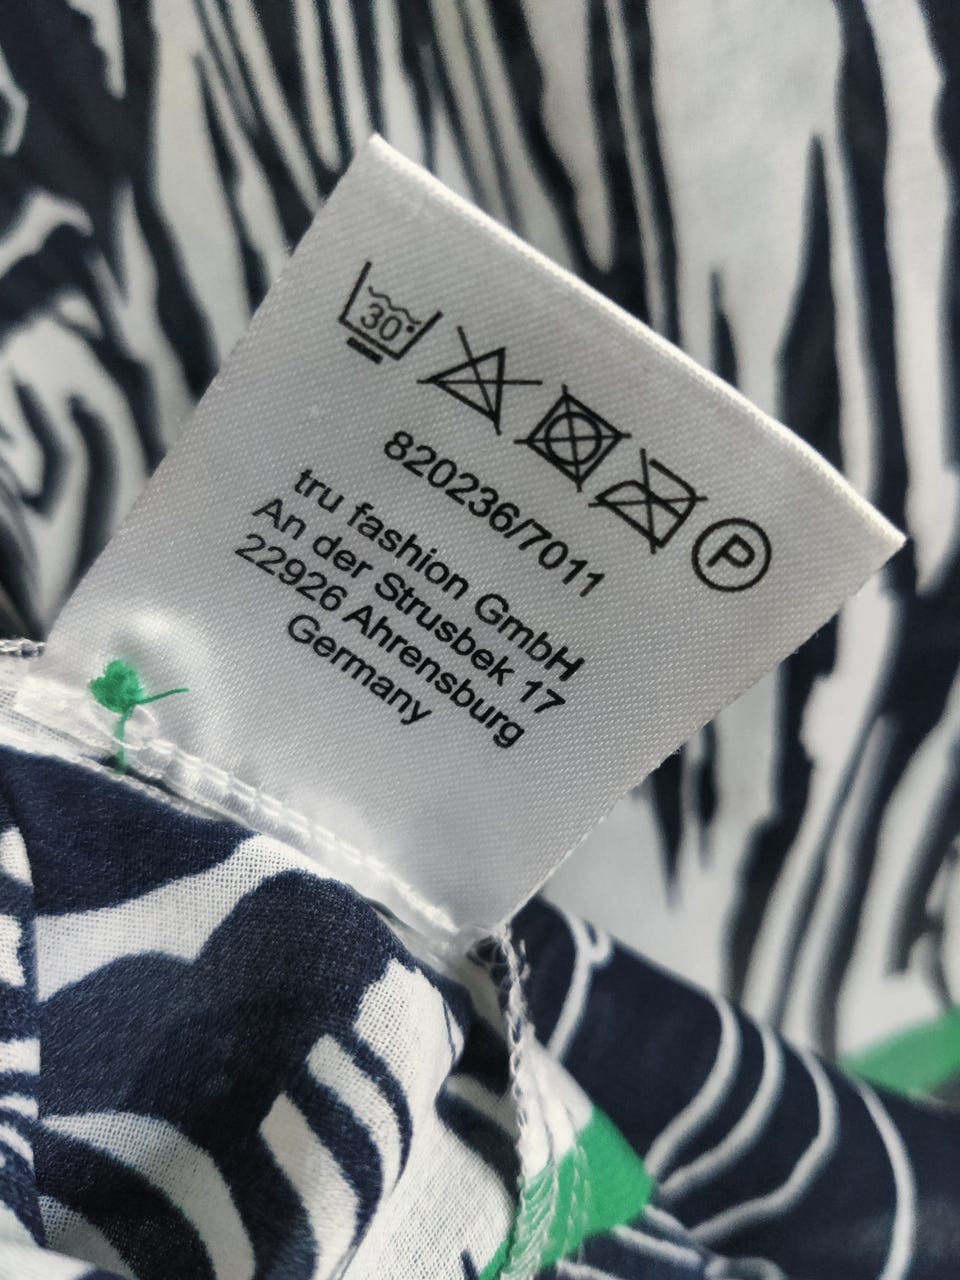 30°
P
820236/7011
tru fashion GmbH
An der Strusbek 17
22926 Ahrensburg
Germany